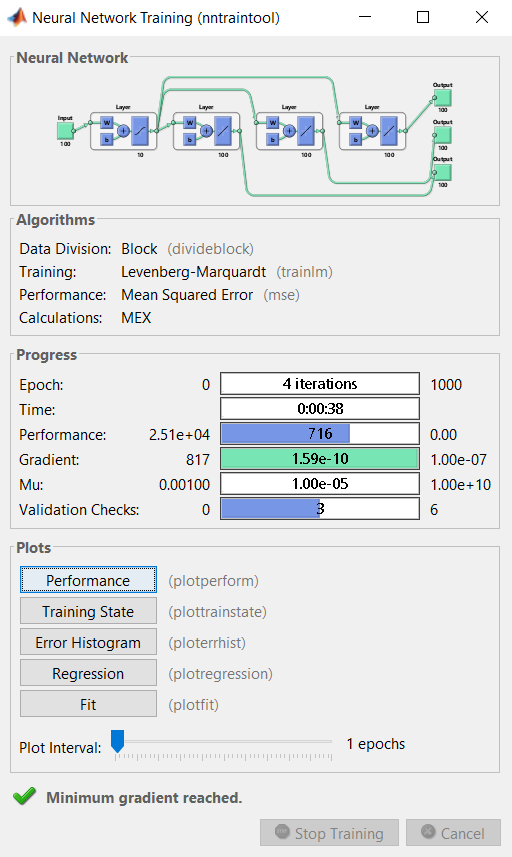 Neural Network Training (nntraintool)
Neural Network
Input
100
Layer
W
b
10
Layer
W
b
100
Layer
W
b
100
Layer
W
b
100
Output
100
Output
100
Output
100
Algorithms
Data Division: Block (divideblock)
Training: Levenberg-Marquardt (trainlm)
Performance: Mean Squared Error (mse)
Calculations: MEX
Progress
Epoch: 0 4 iterations 1000
Time: 0:00:38
Performance: 2.51e+04 716 0.00
Gradient: 817 1.59e-10 1.00e-07
Mu: 0.00100 1.00e-05 1.00e+10
Validation Checks: 0 3 6
Plots
Performance (plotperform)
Training State (plottrainstate)
Error Histogram (ploterrhist)
Regression (plotregression)
Fit (plotfit)
Plot Interval: 1 epochs
Minimum gradient reached.
Stop Training Cancel